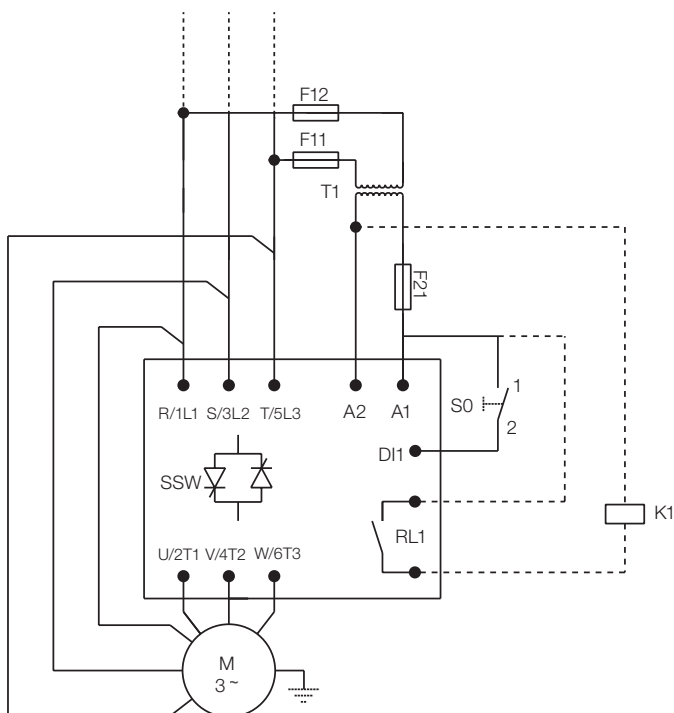 F12
F11
T1
F21
R/1L1 S/3L2 T/5L3 A2 A1
S0
1
2
DI1
SSW
K1
RL1
U/2T1 V/4T2 W/6T3
M
3 ~